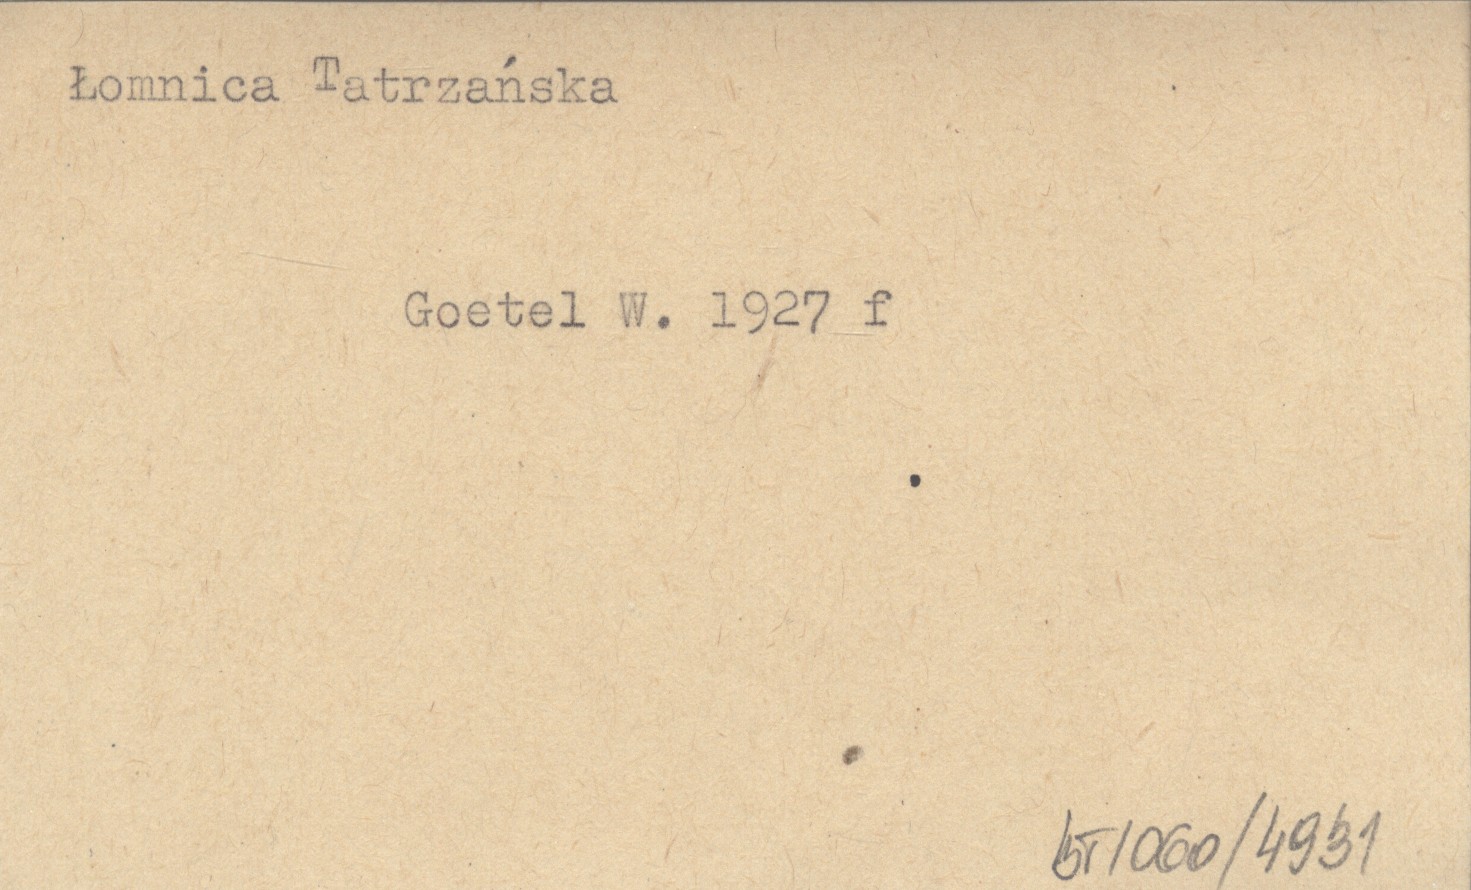 Łomnica Tatrzańska
Goetel W. 1927 f
bT/060/4931